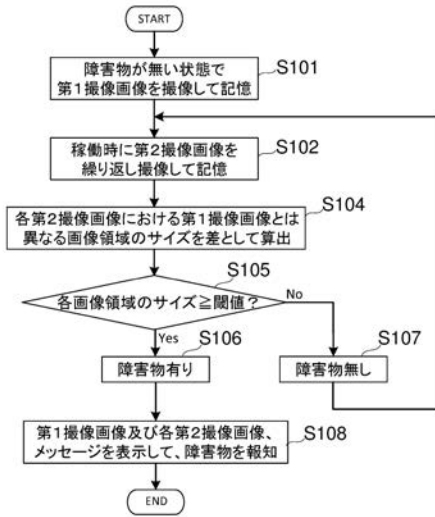 START
障害物が無い状態で
第1撮像画像を撮像して記憶
S101
稼働時に第2撮像画像を
繰り返し撮像して記憶
S102
各第2撮像画像における第1撮像画像とは
異なる画像領域のサイズを差として算出
S104
各画像領域のサイズ≧閾値？
S105
No
Yes
障害物有り
S106
障害物無し
S107
第1撮像画像及び各第2撮像画像、
メッセージを表示して、障害物を報知
S108
END